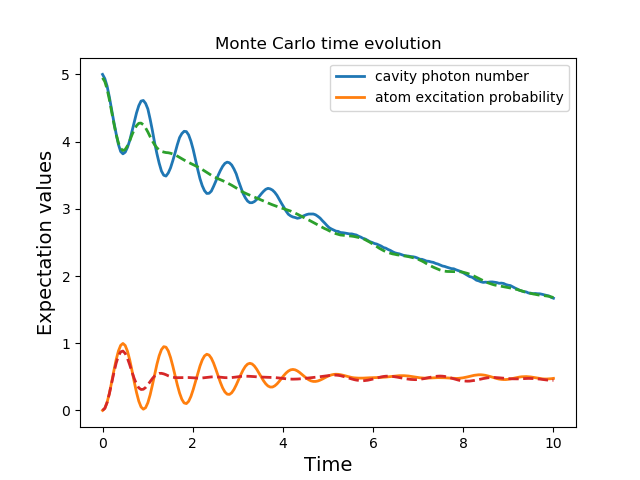 Monte Carlo time evolution
cavity photon number
atom excitation probability
Expectation values
5
4
3
2
1
0
0 2 4 6 8 10
Time